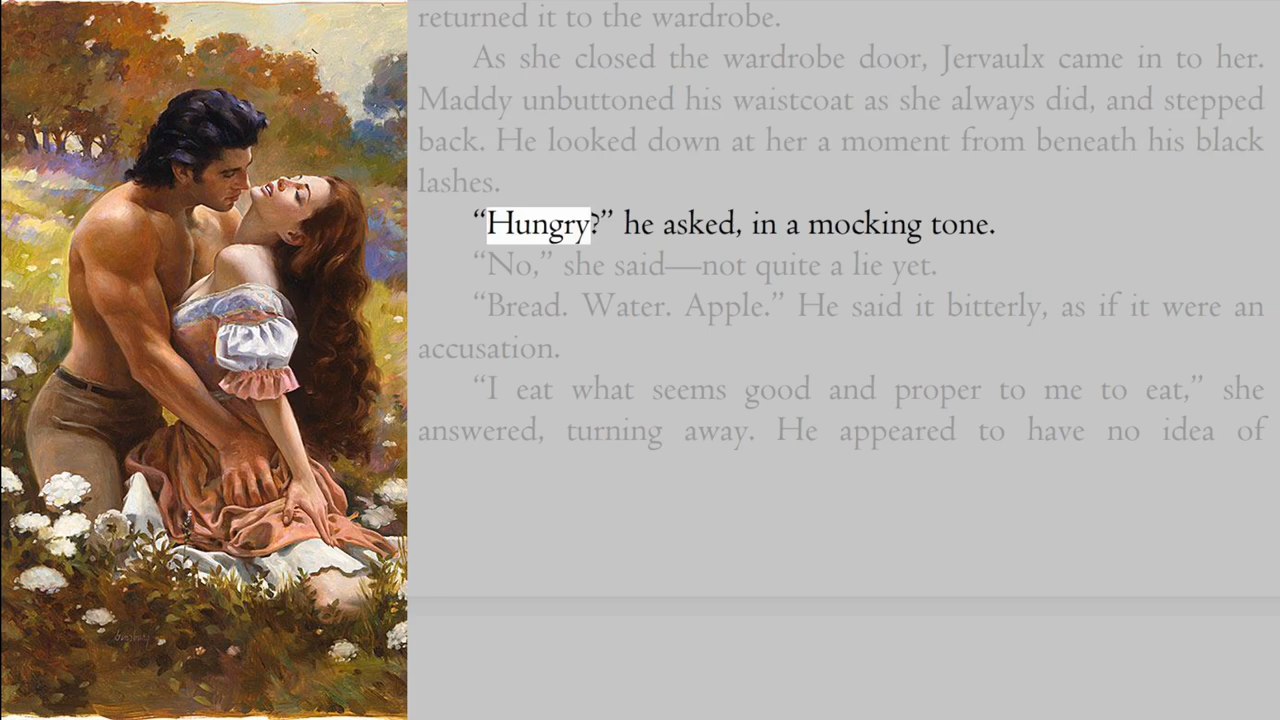 returned it to the wardrobe.
As she closed the wardrobe door, Jervaulx came in to her.
Maddy unbuttoned his waistcoat as she always did, and stepped
back. He looked down at her a moment from beneath his black
lashes.
“Hungry?” he asked, in a mocking tone.
“No,” she said—not quite a lie yet.
“Bread. Water. Apple.” He said it bitterly, as if it were an
accusation.
“I eat what seems good and proper to me to eat,” she
answered, turning away. He appeared to have no idea of